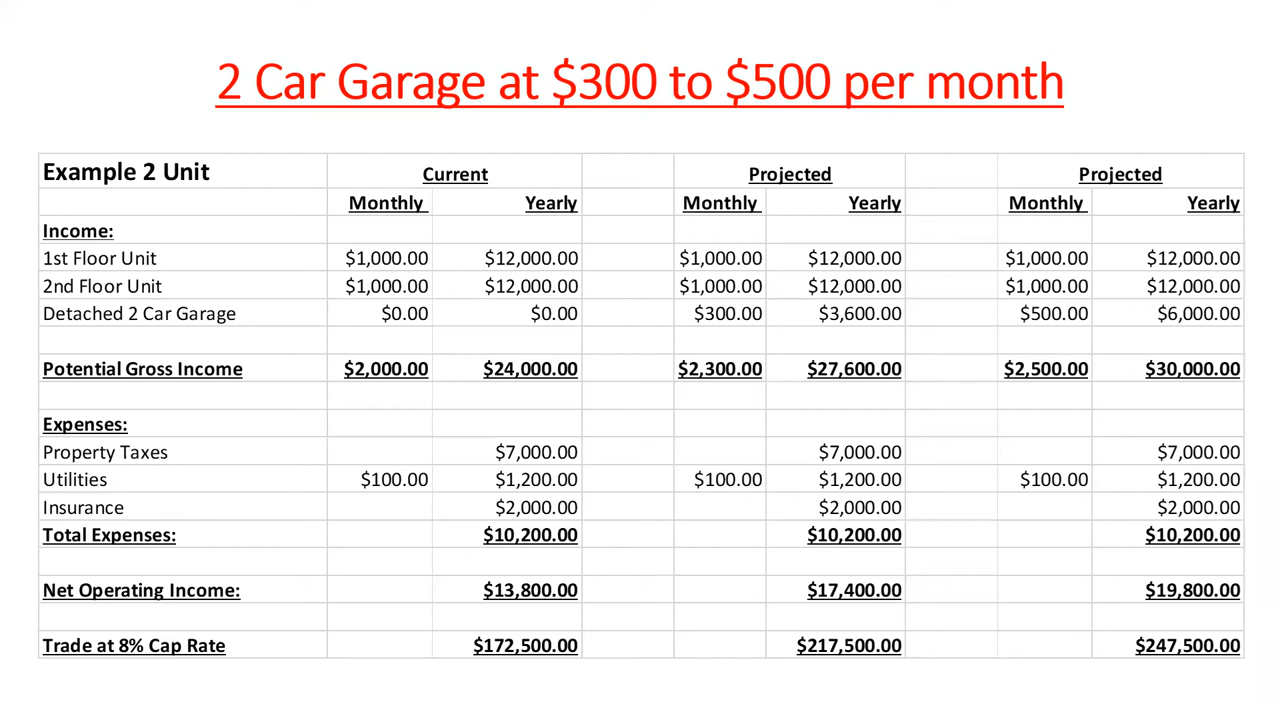 2 Car Garage at $300 to $500 per month
Example 2 Unit Current Projected Projected
Monthly Yearly Monthly Yearly Monthly Yearly
Income:
1st Floor Unit $1,000.00 $12,000.00 $1,000.00 $12,000.00 $1,000.00 $12,000.00
2nd Floor Unit $1,000.00 $12,000.00 $1,000.00 $12,000.00 $1,000.00 $12,000.00
Detached 2 Car Garage $0.00 $0.00 $300.00 $3,600.00 $500.00 $6,000.00
Potential Gross Income $2,000.00 $24,000.00 $2,300.00 $27,600.00 $2,500.00 $30,000.00
Expenses:
Property Taxes $7,000.00 $7,000.00 $7,000.00
Utilities $100.00 $1,200.00 $100.00 $1,200.00 $100.00 $1,200.00
Insurance $2,000.00 $2,000.00 $2,000.00
Total Expenses: $10,200.00 $10,200.00 $10,200.00
Net Operating Income: $13,800.00 $17,400.00 $19,800.00
Trade at 8% Cap Rate $172,500.00 $217,500.00 $247,500.00